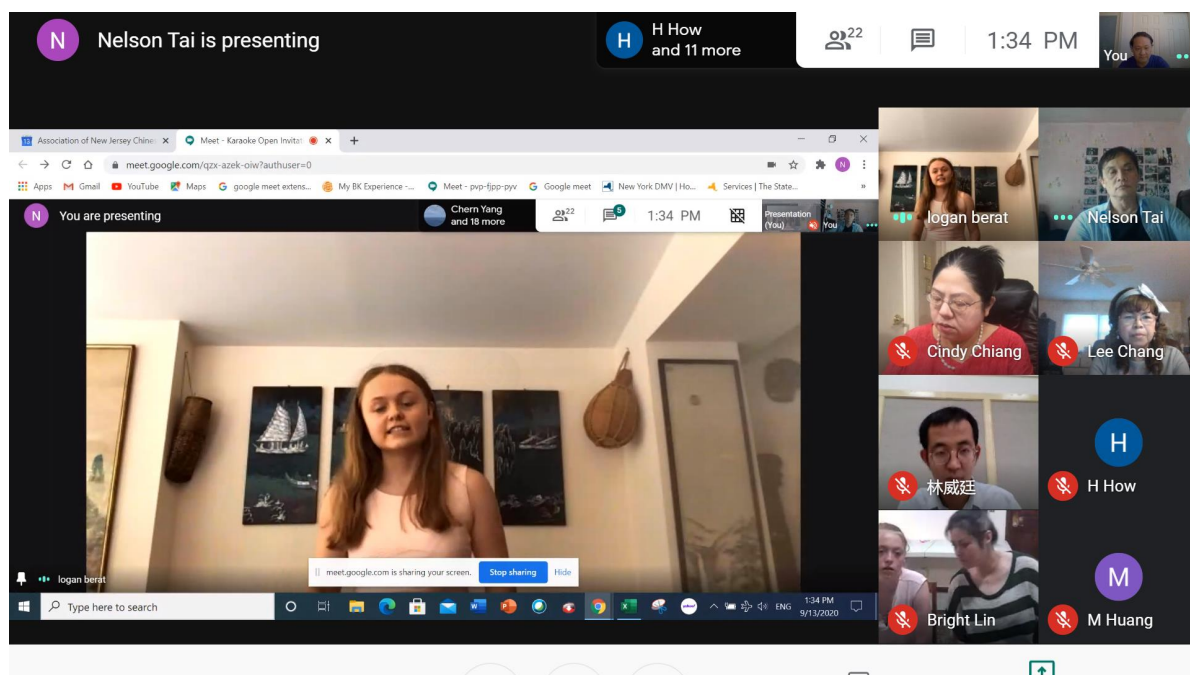 N Nelson Tai is presenting
H H How
and 11 more
22
1:34 PM
You
Association of New Jersey Chine
Meet - Karaoke Open Invitat
meet.google.com/qzx-azek-oiw?authuser=0
N
Apps
Gmail
YouTube
Maps
google meet extens...
My BK Experience -...
Meet - pvp-fjpp-pyv
Google meet
New York DMV | Ho...
Services | The State...
N You are presenting
Chern Yang
and 18 more
22
5
1:34 PM
Presentation
(You)
You
logan berat
meet.google.com is sharing your screen.
Stop sharing
Hide
Type here to search
ENG
1:34 PM
9/13/2020
logan berat
Nelson Tai
Cindy Chiang
Lee Chang
林威廷
H
H How
Bright Lin
M
M Huang